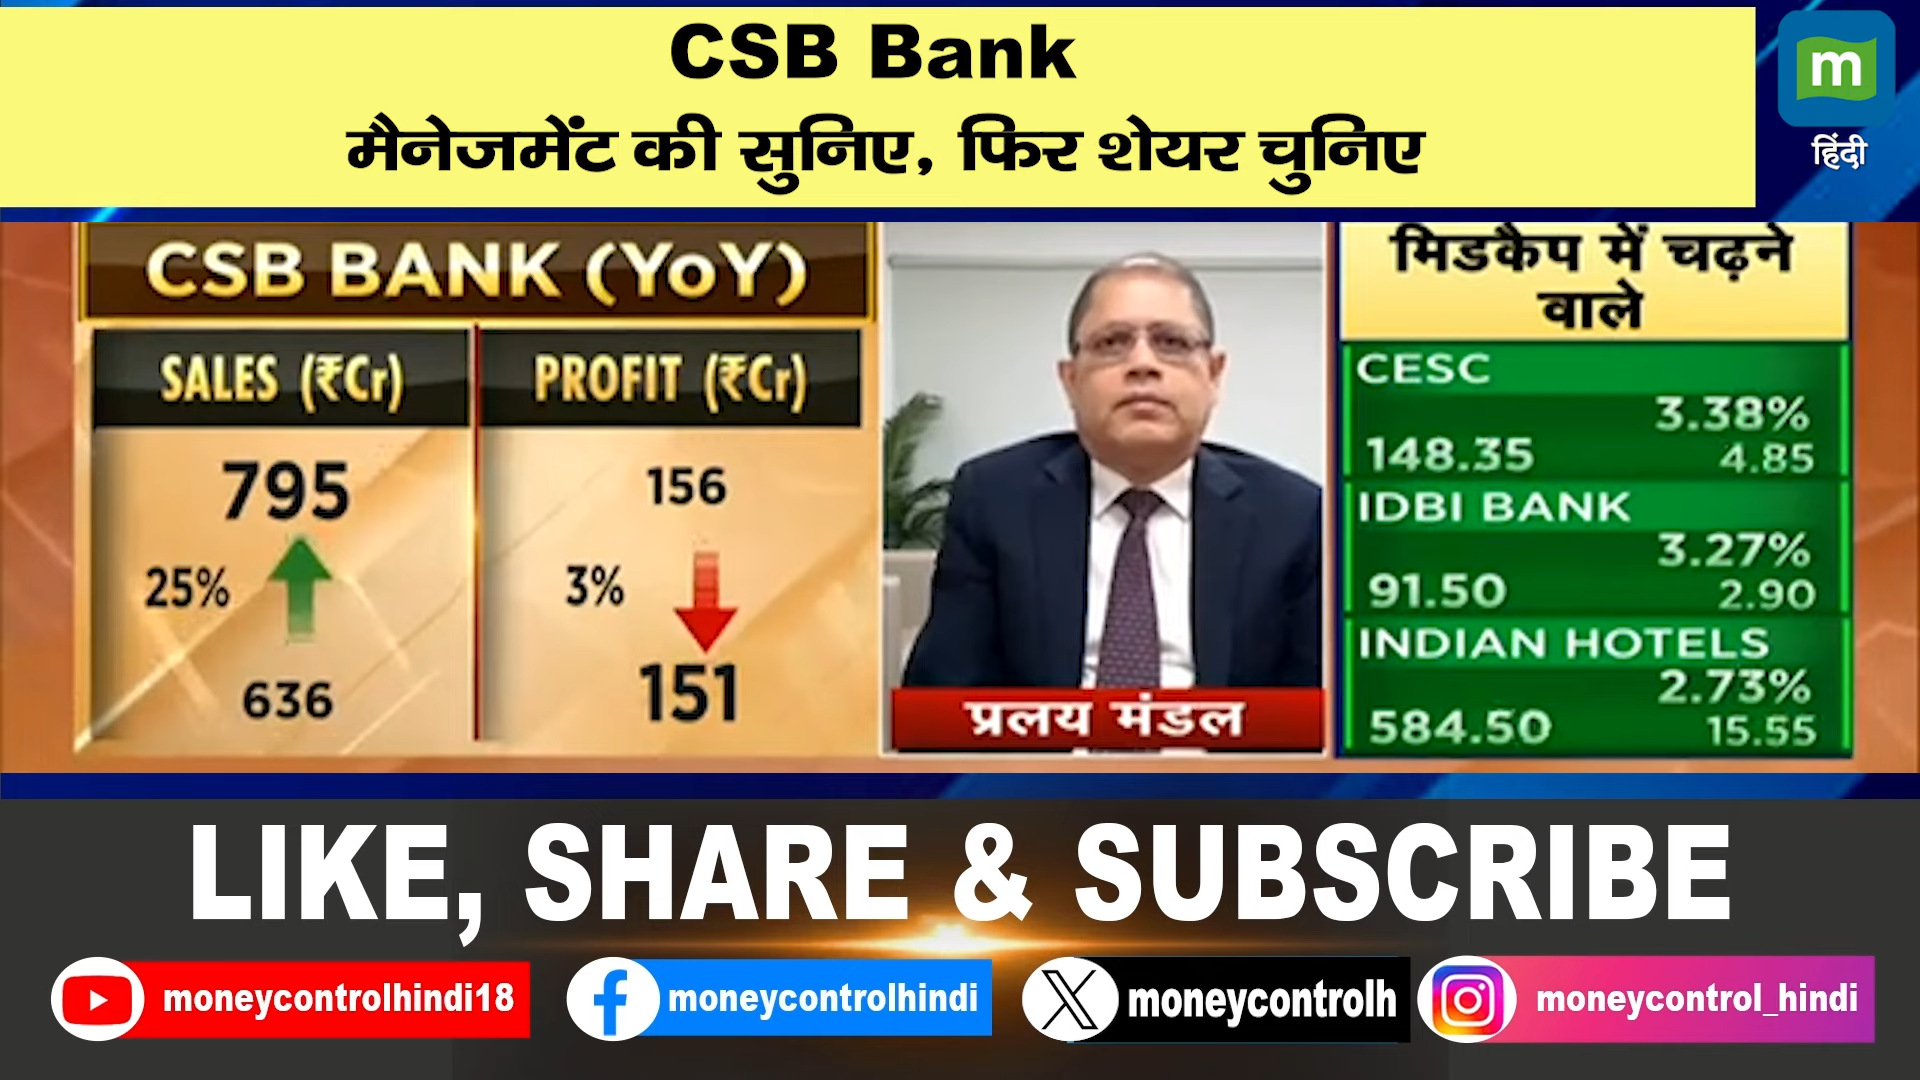 CSB Bank
मैनेजमेंट की सुनिए, फिर शेयर चुनिए
m
हिंदी
CSB BANK (YoY)
SALES (₹Cr)
PROFIT (₹Cr)
795
25%
636
156
3%
151
प्रलय मंडल
मिडकैप में चढ़ने
वाले
CESC
3.38%
148.35 4.85
IDBI BANK
3.27%
91.50 2.90
INDIAN HOTELS
2.73%
584.50 15.55
LIKE, SHARE & SUBSCRIBE
moneycontrolhindi18
moneycontrolhindi
moneycontrolh
moneycontrol_hindi